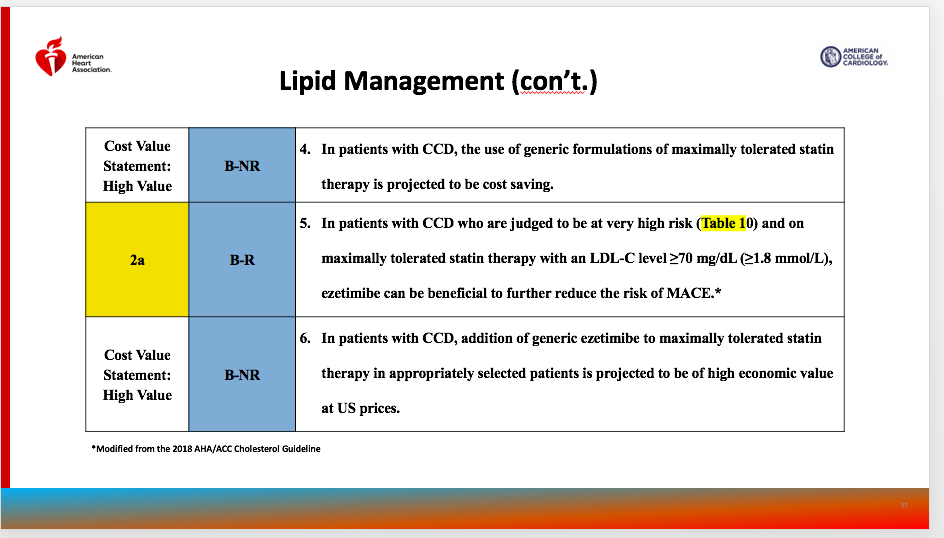 American
Heart
Association.
AMERICAN
COLLEGE of
CARDIOLOGY.
Lipid Management (con't.)
Cost Value
Statement:
High Value
B-NR
4. In patients with CCD, the use of generic formulations of maximally tolerated statin
therapy is projected to be cost saving.
2a
B-R
5. In patients with CCD who are judged to be at very high risk (Table 10) and on
maximally tolerated statin therapy with an LDL-C level ≥70 mg/dL (≥1.8 mmol/L),
ezetimibe can be beneficial to further reduce the risk of MACE.*
Cost Value
Statement:
High Value
B-NR
6. In patients with CCD, addition of generic ezetimibe to maximally tolerated statin
therapy in appropriately selected patients is projected to be of high economic value
at US prices.
*Modified from the 2018 AHA/ACC Cholesterol Guideline